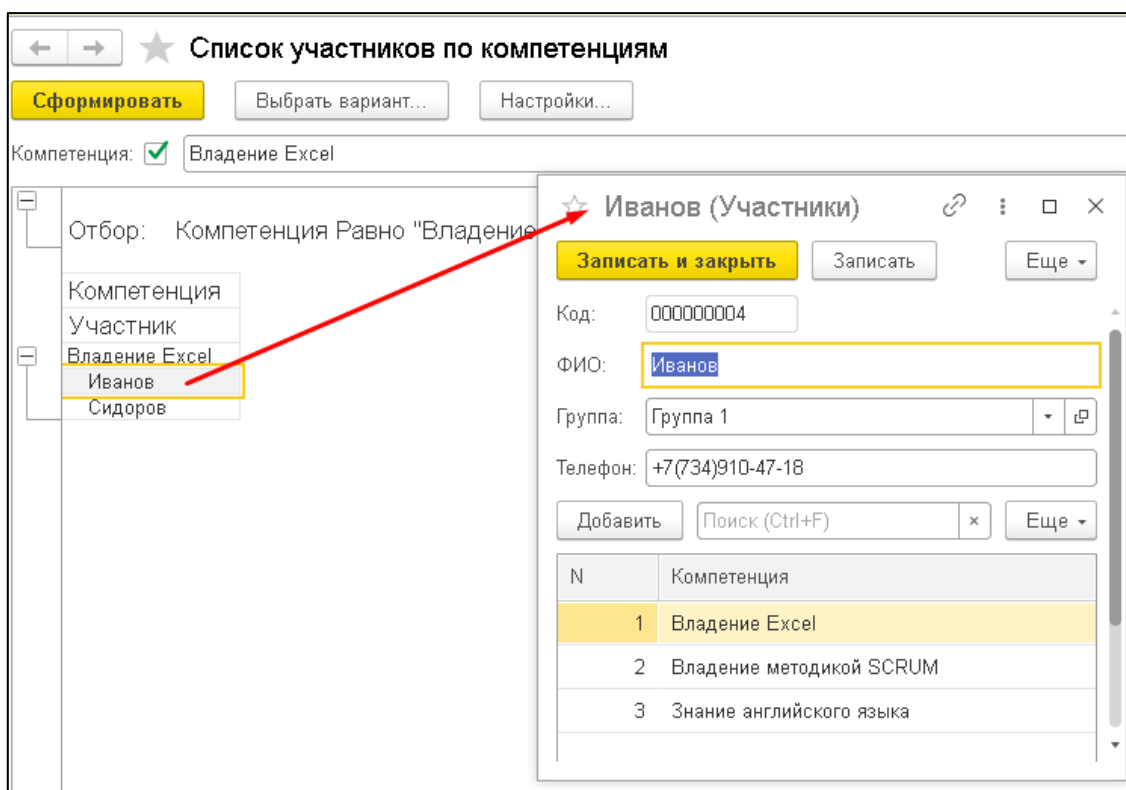 Список участников по компетенциям
Сформировать Выбрать вариант... Настройки...
Компетенция: Владение Excel
Отбор: Компетенция Равно "Владение
Компетенция
Участник
Владение Excel
Иванов
Сидоров
Иванов (Участники)
Записать и закрыть Записать Еще
Код: 000000004
ФИО: Иванов
Группа: Группа 1
Телефон: +7(734)910-47-18
Добавить Поиск (Ctrl+F) × Еще
N Компетенция
1 Владение Excel
2 Владение методикой SCRUM
3 Знание английского языка